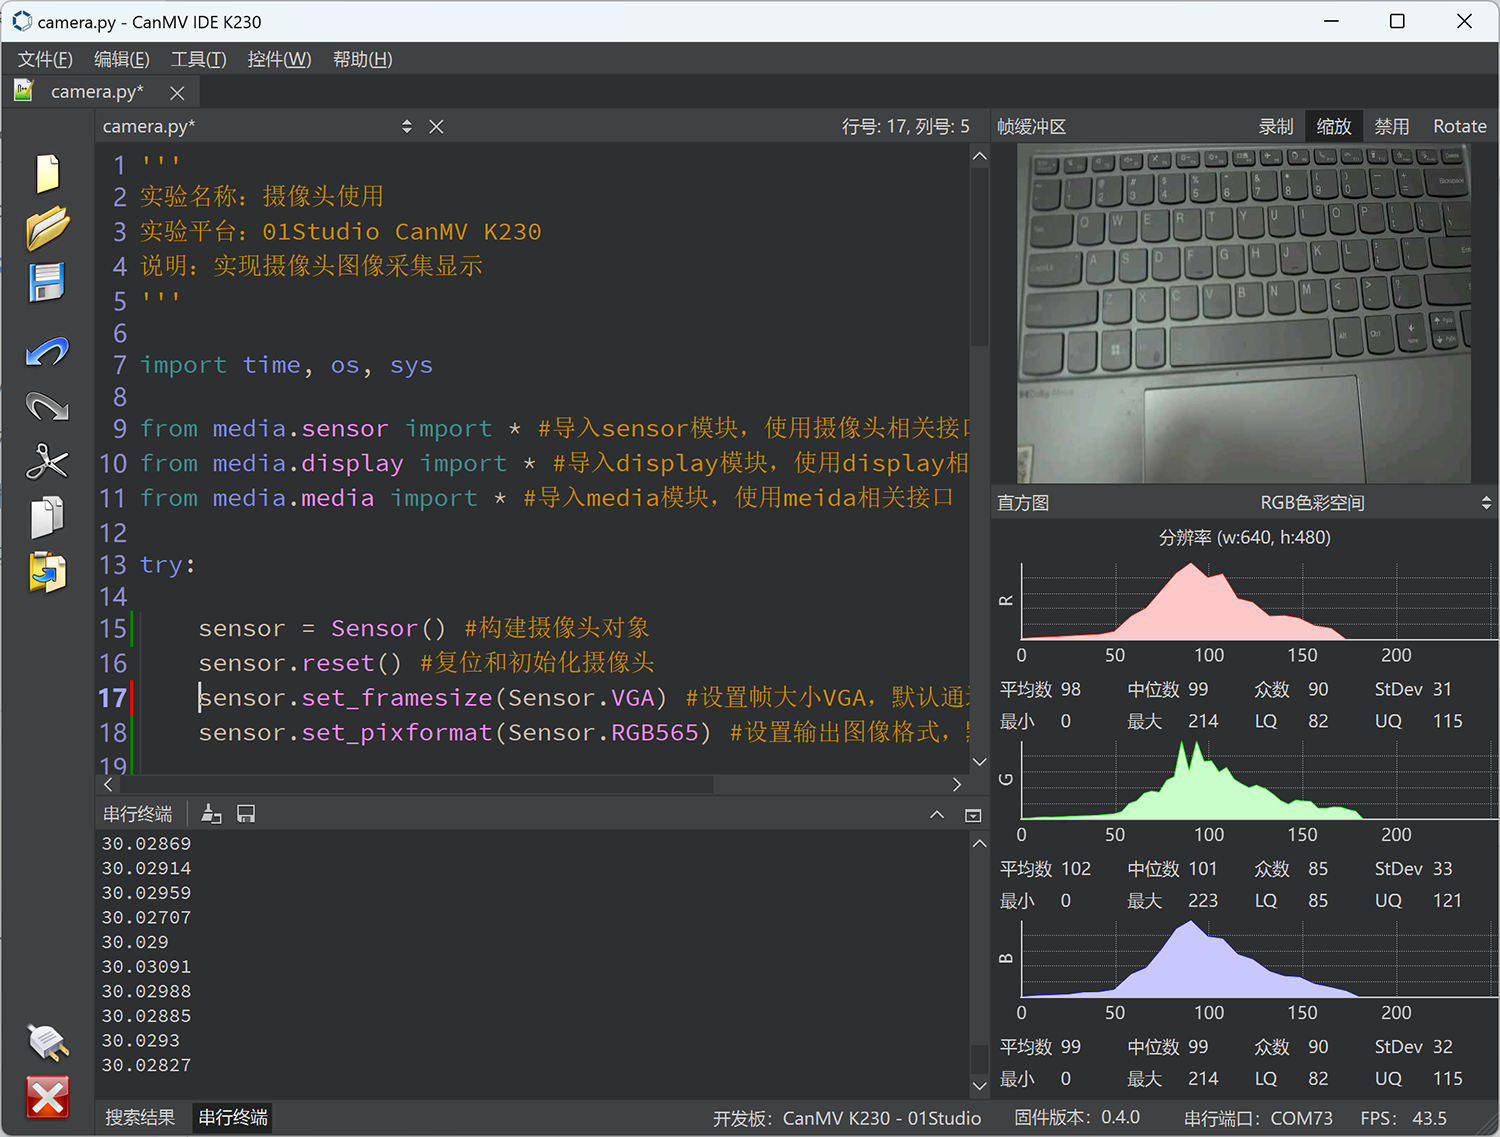 camera.py - CanMV IDE K230
文件(F) 编辑(E) 工具(T) 控件(W) 帮助(H)
camera.py*
camera.py* 行号: 17, 列号: 5
1 '''
2 实验名称: 摄像头使用
3 实验平台: 01Studio CanMV K230
4 说明: 实现摄像头图像采集显示
5 '''
6
7 import time, os, sys
8
9 from media.sensor import * #导入sensor模块, 使用摄像头相关接口
10 from media.display import * #导入display模块, 使用display相
11 from media.media import * #导入media模块, 使用meida相关接口
12
13 try:
14
15 sensor = Sensor() #构建摄像头对象
16 sensor.reset() #复位和初始化摄像头
17 sensor.set_framesize(Sensor.VGA) #设置帧大小VGA, 默认通
18 sensor.set_pixformat(Sensor.RGB565) #设置输出图像格式,
19
串行终端
30.02869
30.02914
30.02959
30.02707
30.029
30.03091
30.02988
30.02885
30.0293
30.02827
帧缓冲区 录制 缩放 禁用 Rotate
Q W E R T Y U I O P
A S D F G H J K L
Z X C V B N M
直方图 RGB色彩空间
分辨率 (w:640, h:480)
R
0 50 100 150 200
平均数 98 中位数 99 众数 90 StDev 31
最小 0 最大 214 LQ 82 UQ 115
G
0 50 100 150 200
平均数 102 中位数 101 众数 85 StDev 33
最小 0 最大 223 LQ 85 UQ 121
B
0 50 100 150 200
平均数 99 中位数 99 众数 90 StDev 32
最小 0 最大 214 LQ 82 UQ 115
搜索结果 串行终端 开发板: CanMV K230 - 01Studio 固件版本: 0.4.0 串行端口: COM73 FPS: 43.5